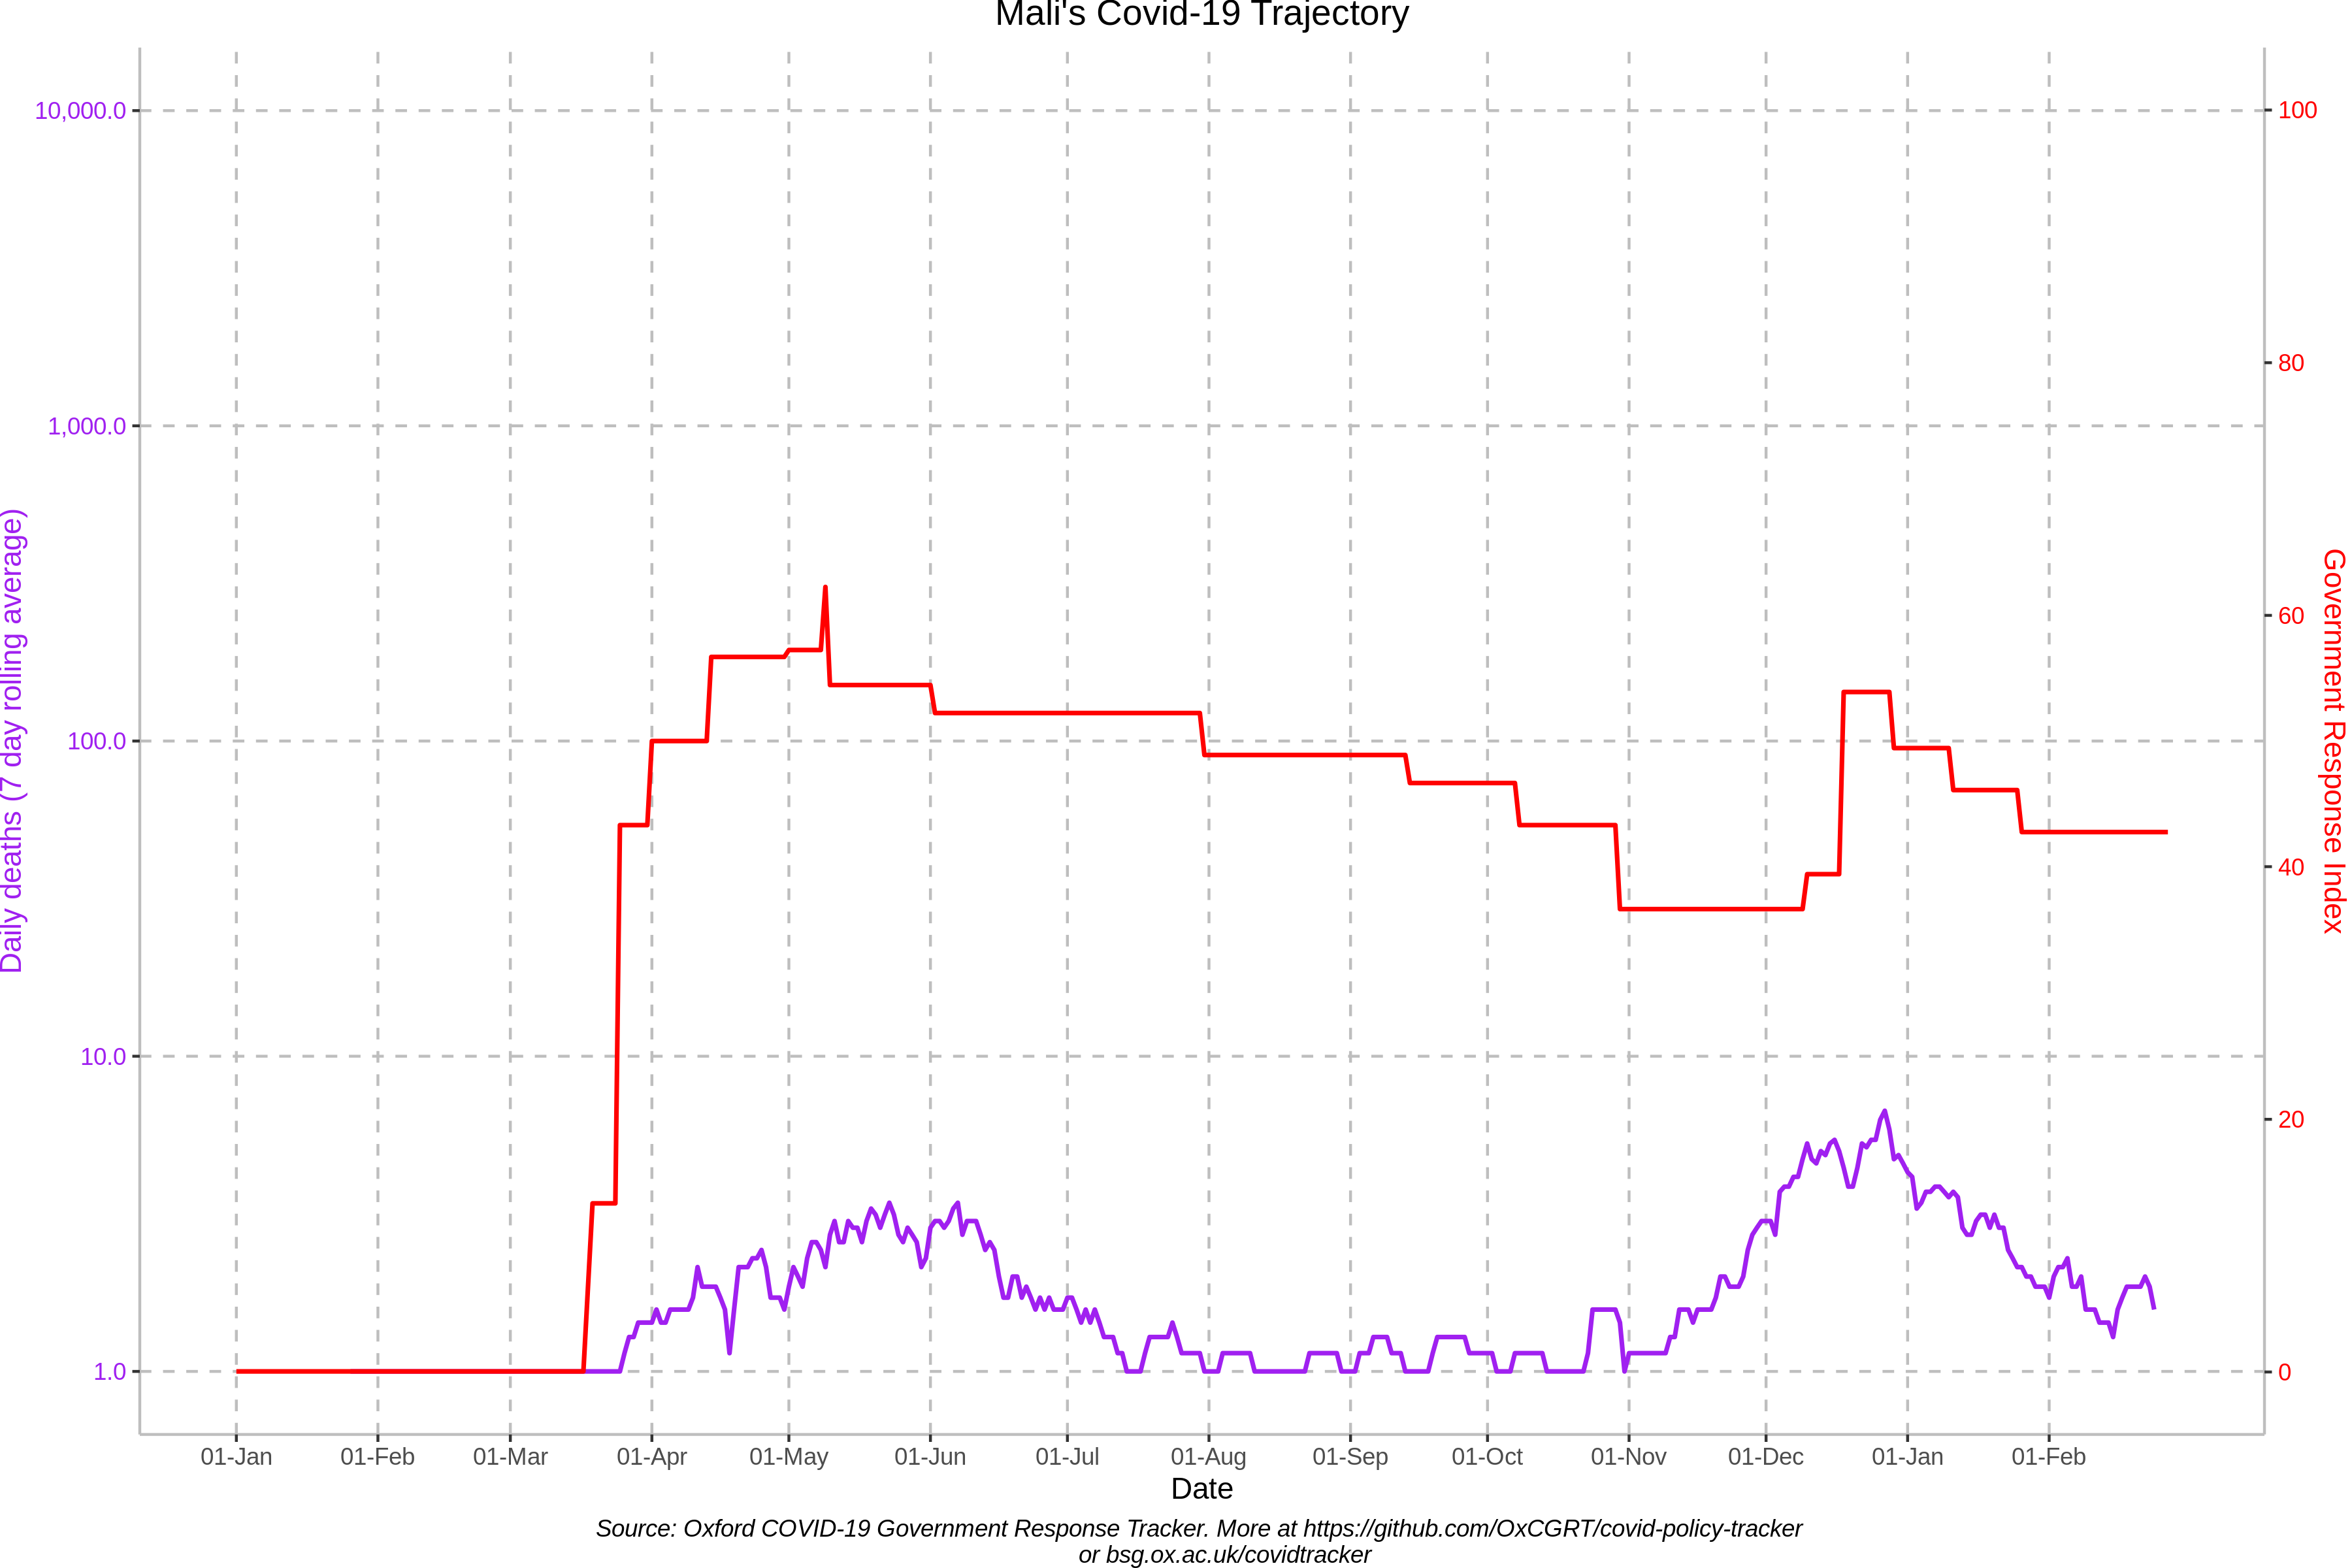 Mali's Covid-19 Trajectory
10,000.0
1,000.0
100.0
10.0
1.0
Daily deaths (7 day rolling average)
100
80
60
40
20
0
Government Response Index
01-Jan 01-Feb 01-Mar 01-Apr 01-May 01-Jun 01-Jul 01-Aug 01-Sep 01-Oct 01-Nov 01-Dec 01-Jan 01-Feb
Date
Source: Oxford COVID-19 Government Response Tracker. More at https://github.com/OxCGRT/covid-policy-tracker
or bsg.ox.ac.uk/covidtracker